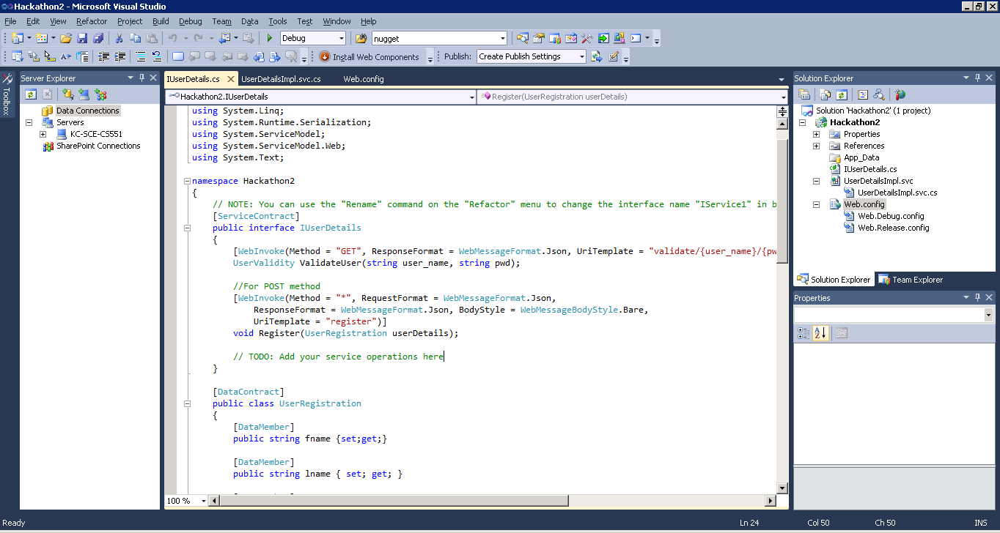 Hackathon2 - Microsoft Visual Studio
File Edit View Refactor Project Build Debug Team Data Tools Test Window Help
Debug nugget
Install Web Components Publish: Create Publish Settings
Toolbox
Server Explorer
Data Connections
Servers
KC-SCE-CS551
SharePoint Connections
IUserDetails.cs UserDetailsImpl.svc.cs Web.config
Hackathon2.IUserDetails Register(UserRegistration userDetails)
using System.Linq;
using System.Runtime.Serialization;
using System.ServiceModel;
using System.ServiceModel.Web;
using System.Text;
namespace Hackathon2
{
// NOTE: You can use the "Rename" command on the "Refactor" menu to change the interface name "IService1" in b
[ServiceContract]
public interface IUserDetails
{
[WebInvoke(Method = "GET", ResponseFormat = WebMessageFormat.Json, UriTemplate = "validate/{user_name}/{pw
UserValidity ValidateUser(string user_name, string pwd);
//For POST method
[WebInvoke(Method = "*", RequestFormat = WebMessageFormat.Json,
ResponseFormat = WebMessageFormat.Json, BodyStyle = WebMessageBodyStyle.Bare,
UriTemplate = "register")]
void Register(UserRegistration userDetails);
// TODO: Add your service operations here
}
[DataContract]
public class UserRegistration
{
[DataMember]
public string fname {set;get;}
[DataMember]
public string lname { set; get; }
100 %
Solution Explorer
Solution 'Hackathon2' (1 project)
Hackathon2
Properties
References
App_Data
IUserDetails.cs
UserDetailsImpl.svc
UserDetailsImpl.svc.cs
Web.config
Web.Debug.config
Web.Release.config
Solution Explorer Team Explorer
Properties
Ready Ln 24 Col 50 Ch 50 INS